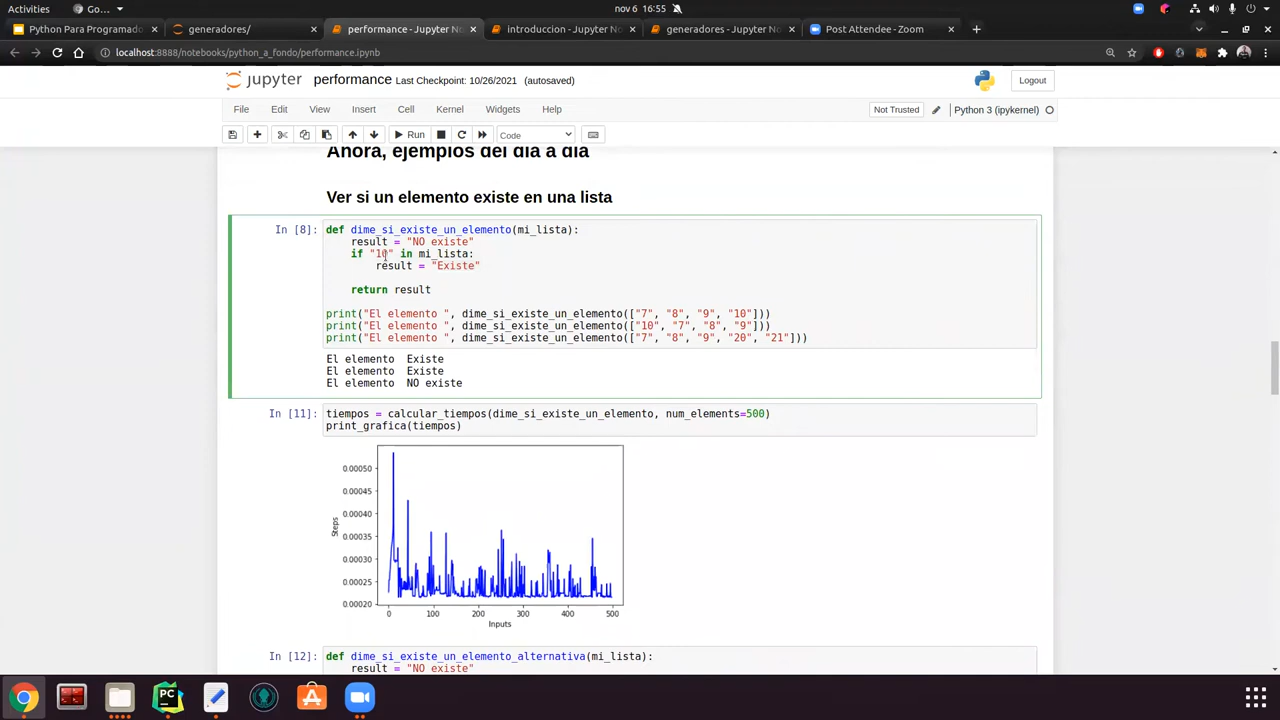 Activities
Go...
nov 6 16:55
Python Para Programado
generadores/
performance - Jupyter N
introduccion - Jupyter No
generadores - Jupyter No
Post Attendee - Zoom
localhost:8888/notebooks/python_a_fondo/performance.ipynb
jupyter performance Last Checkpoint: 10/26/2021 (autosaved)
Logout
File Edit View Insert Cell Kernel Widgets Help
Not Trusted
Python 3 (ipykernel)
Run
Code
Ahora, ejemplos del día a día
Ver si un elemento existe en una lista
In [8]:
def dime_si_existe_un_elemento(mi_lista):
result = "NO existe"
if "10" in mi_lista:
result = "Existe"
return result
print("El elemento ", dime_si_existe_un_elemento(["7", "8", "9", "10"]))
print("El elemento ", dime_si_existe_un_elemento(["10", "7", "8", "9"]))
print("El elemento ", dime_si_existe_un_elemento(["7", "8", "9", "20", "21"]))
El elemento  Existe
El elemento  Existe
El elemento  NO existe
In [11]:
tiempos = calcular_tiempos(dime_si_existe_un_elemento, num_elements=500)
print_grafica(tiempos)
0.00050
0.00045
0.00040
0.00035
0.00030
0.00025
0.00020
Steps
0 100 200 300 400 500
Inputs
In [12]:
def dime_si_existe_un_elemento_alternativa(mi_lista):
result = "NO existe"